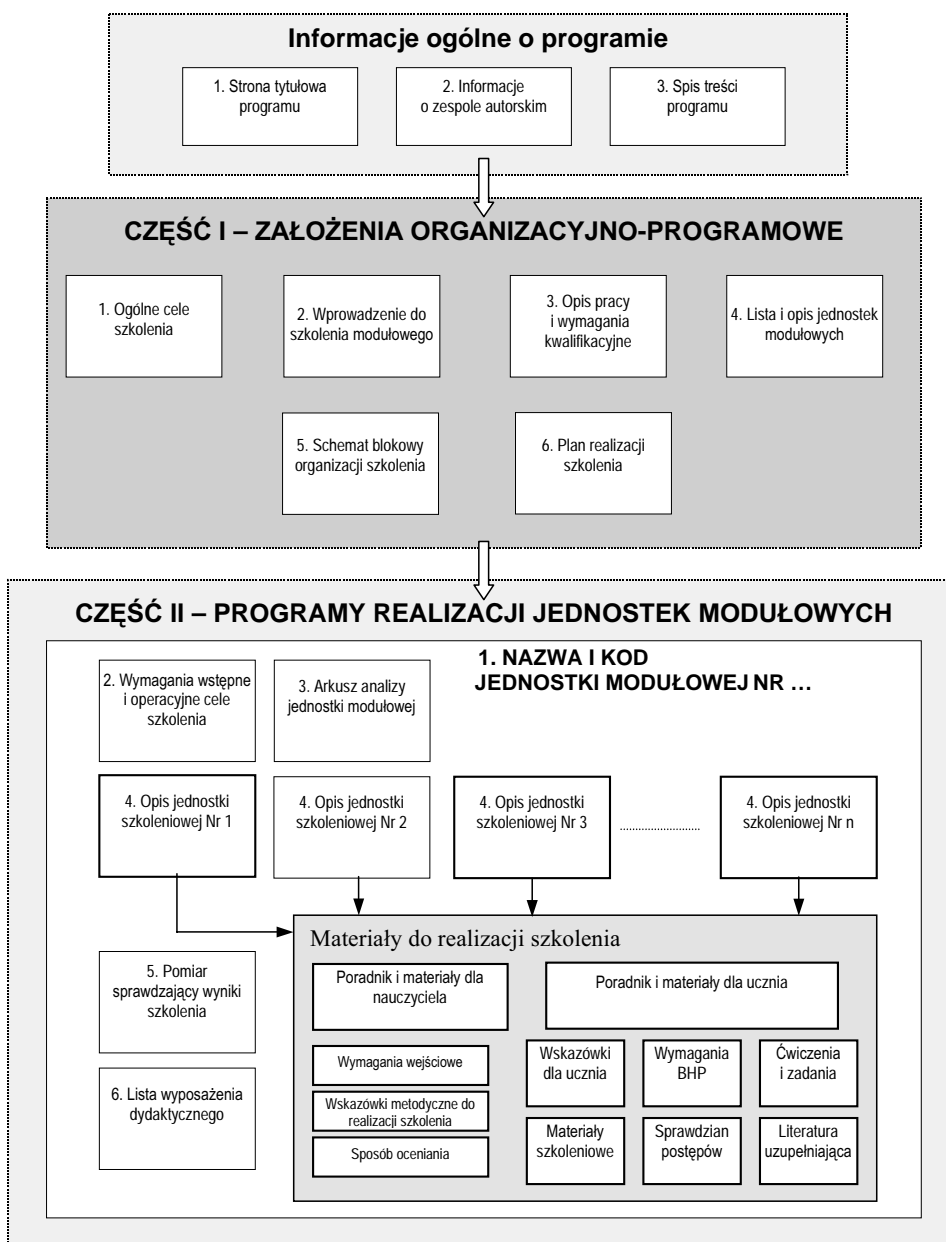 Informacje ogólne o programie
1. Strona tytułowa
programu
2. Informacje
o zespole autorskim
3. Spis treści
programu
CZĘŚĆ I – ZAŁOŻENIA ORGANIZACYJNO-PROGRAMOWE
1. Ogólne cele
szkolenia
2. Wprowadzenie do
szkolenia modułowego
3. Opis pracy
i wymagania
kwalifikacyjne
4. Lista i opis jednostek
modułowych
5. Schemat blokowy
organizacji szkolenia
6. Plan realizacji
szkolenia
CZĘŚĆ II – PROGRAMY REALIZACJI JEDNOSTEK MODUŁOWYCH
1. NAZWA I KOD
JEDNOSTKI MODUŁOWEJ NR …
2. Wymagania wstępne
i operacyjne cele
szkolenia
3. Arkusz analizy
jednostki modułowej
4. Opis jednostki
szkoleniowej Nr 1
4. Opis jednostki
szkoleniowej Nr 2
4. Opis jednostki
szkoleniowej Nr 3
...........................
4. Opis jednostki
szkoleniowej Nr n
Materiały do realizacji szkolenia
5. Pomiar
sprawdzający wyniki
szkolenia
6. Lista wyposażenia
dydaktycznego
Poradnik i materiały dla
nauczyciela
Wymagania wejściowe
Wskazówki metodyczne do
realizacji szkolenia
Sposób oceniania
Poradnik i materiały dla ucznia
Wskazówki
dla ucznia
Wymagania
BHP
Ćwiczenia
i zadania
Materiały
szkoleniowe
Sprawdzian
postępów
Literatura
uzupełniająca